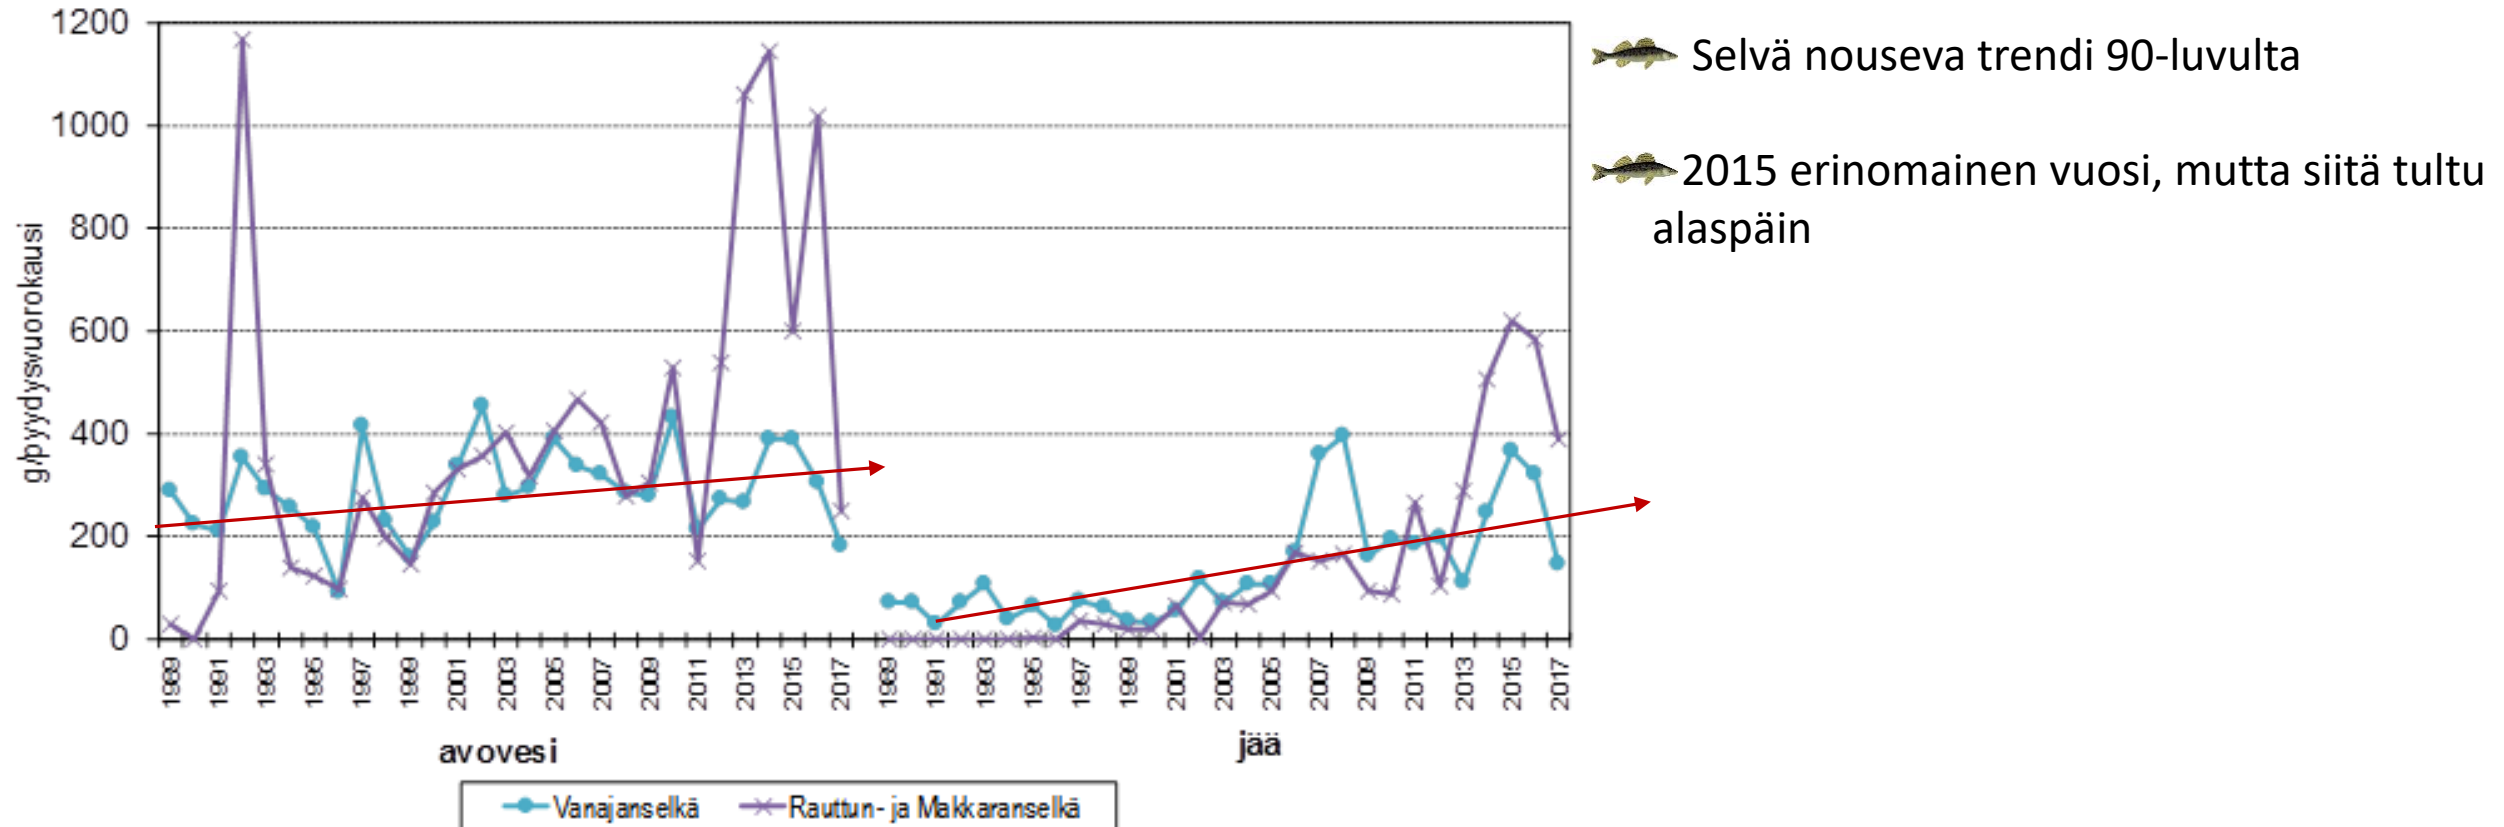 Selvä nouseva trendi 90-luvulta
2015 erinomainen vuosi, mutta siitä tultu
alaspäin
g/pyydysvuorokausi
1200
1000
800
600
400
200
0
1989 1991 1993 1995 1997 1999 2001 2003 2005 2007 2009 2011 2013 2015 2017 1989 1991 1993 1995 1997 1999 2001 2003 2005 2007 2009 2011 2013 2015 2017
avovesi jää
Vanajanselkä Rauttun- ja Makkaranselkä